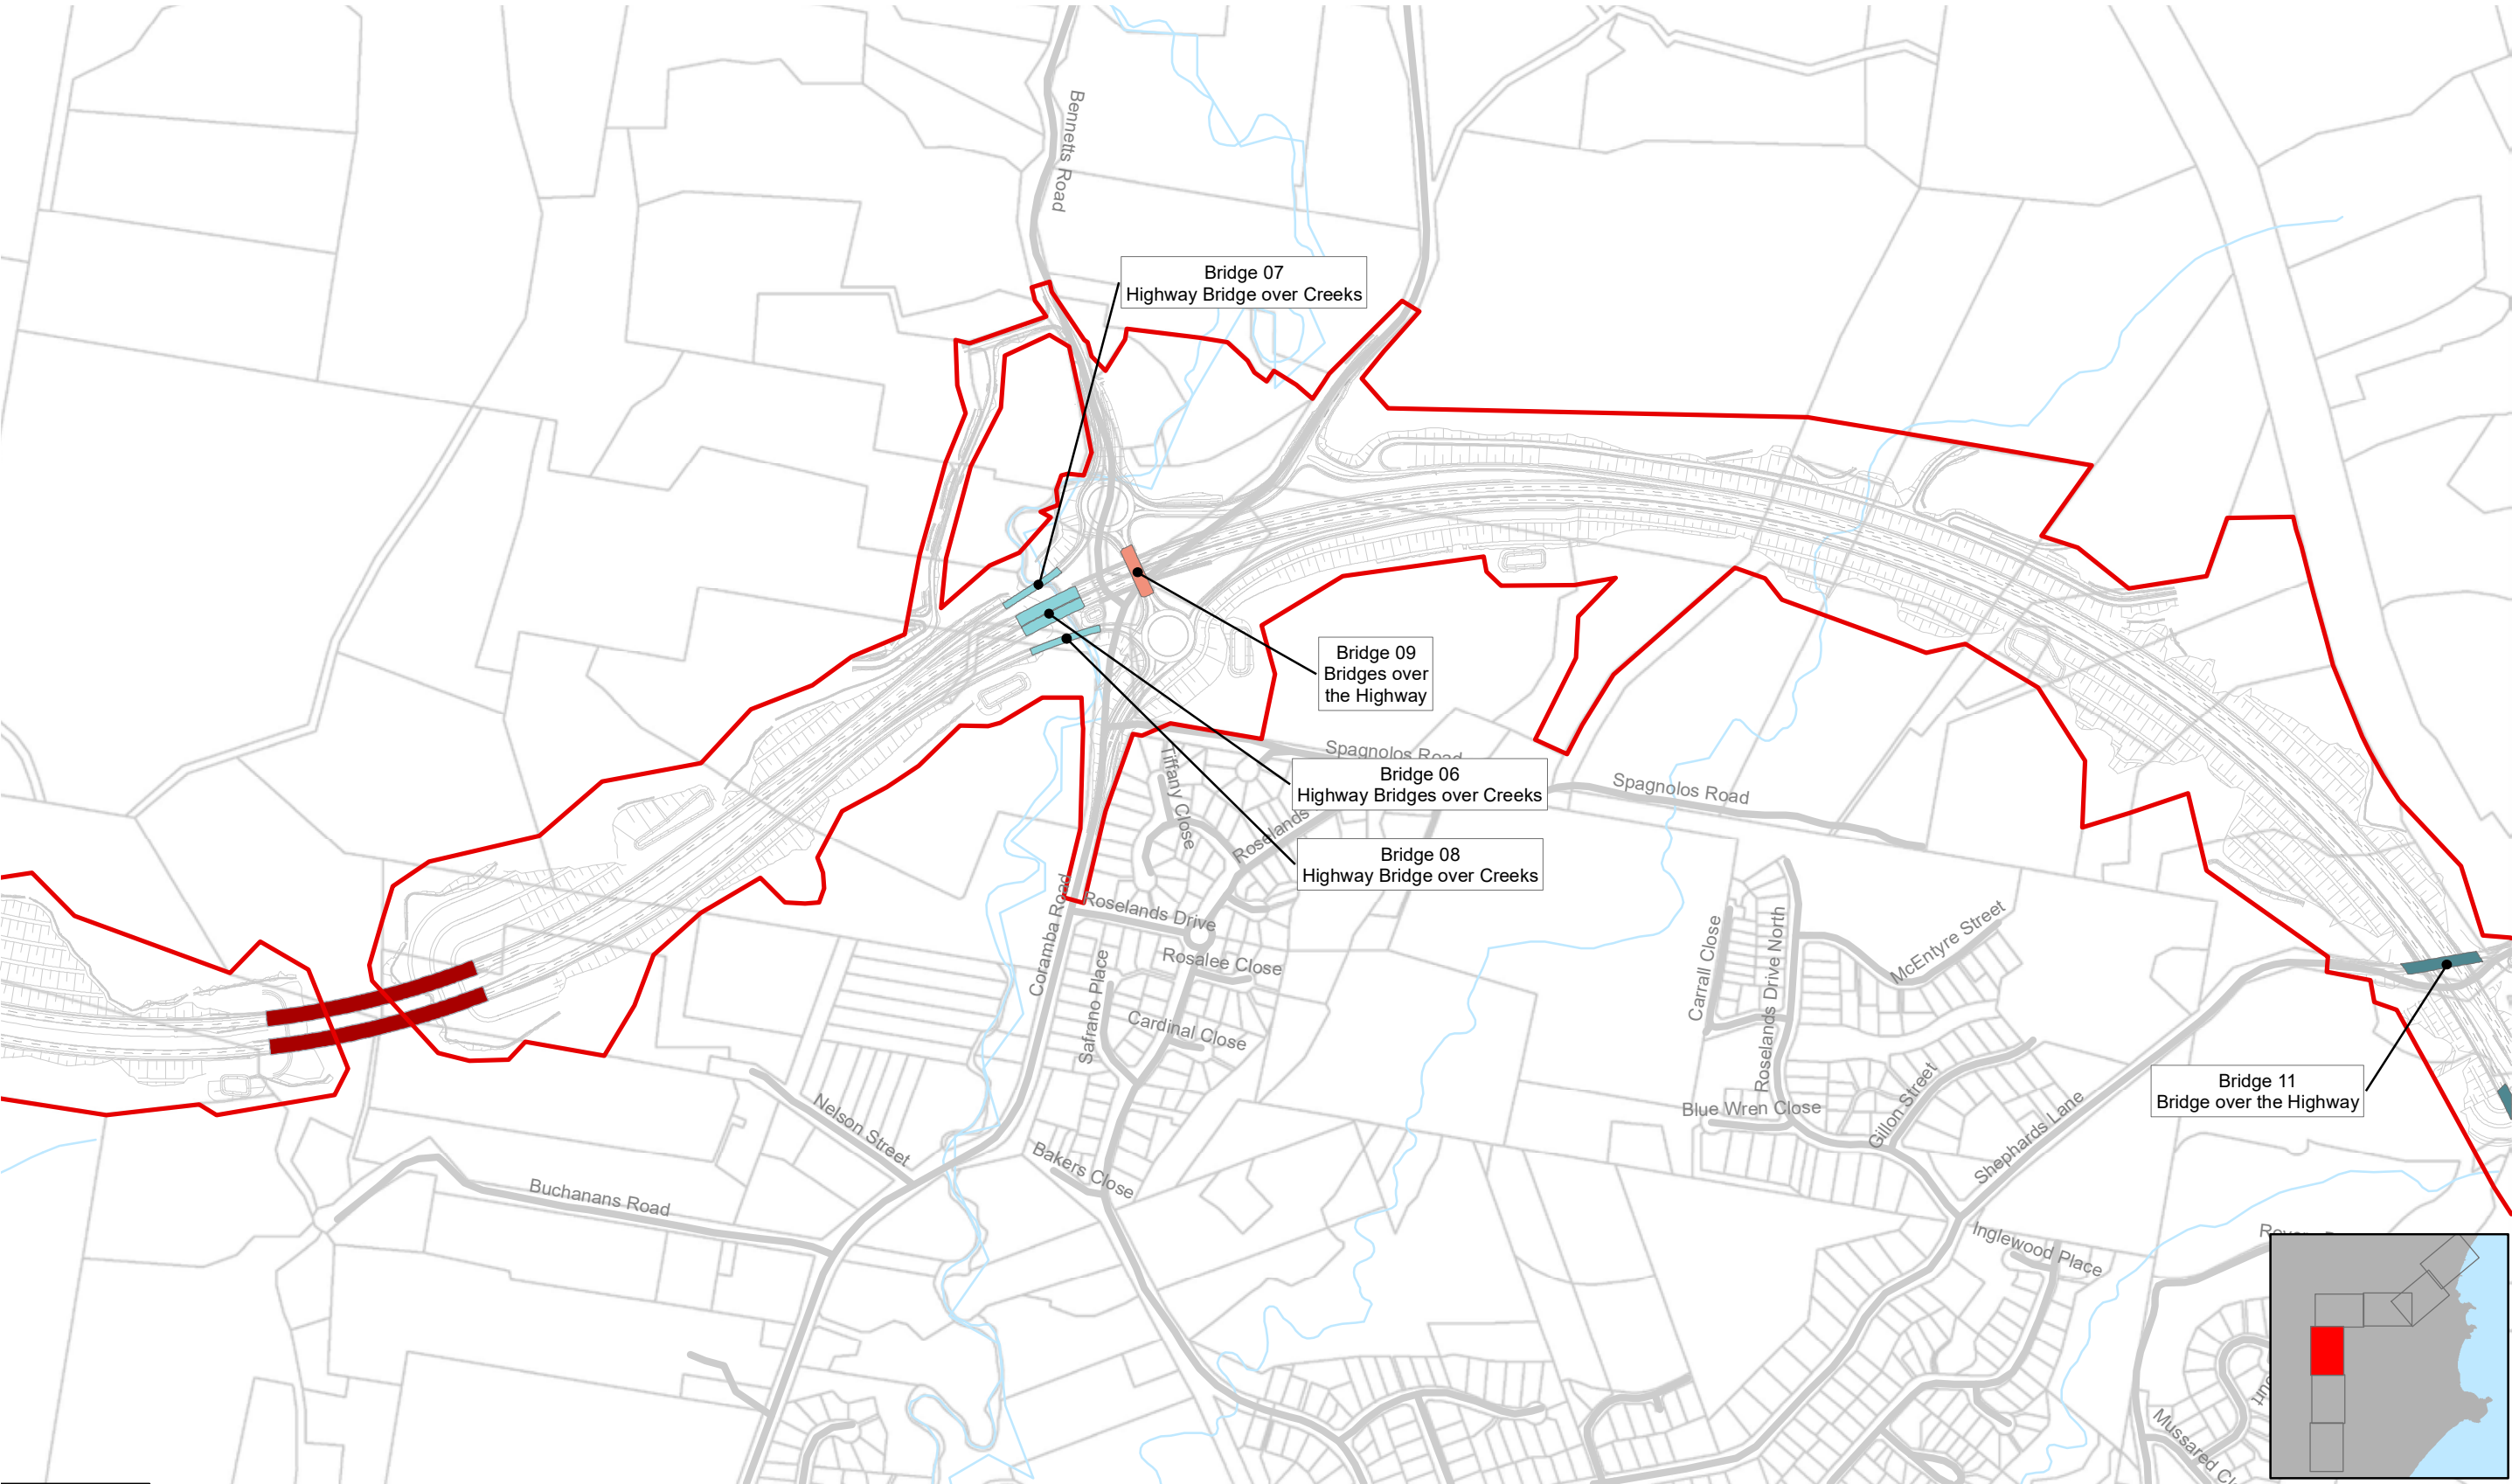 Bennetts Road
Bridge 07
Highway Bridge over Creeks
Bridge 09
Bridges over
the Highway
Spagnolos Road
Bridge 06
Highway Bridges over Creeks
Spagnolos Road
Tiffany Close
Roselands
Bridge 08
Highway Bridge over Creeks
Coramba Road
Roselands Drive
Rosalee Close
Safrano Place
Cardinal Close
Carrall Close
Roselands Drive North
McEntyre Street
Blue Wren Close
Gillon Street
Shephards Lane
Bridge 11
Bridge over the Highway
Nelson Street
Bakers Close
Buchanans Road
Inglewood Place
Mussared